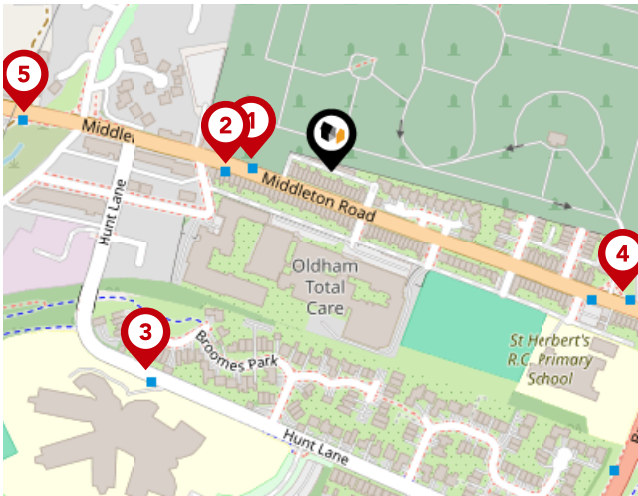 5
2
1
Middle
Middleton Road
Hunt Lane
Oldham
Total
Care
4
3
St Herbert's
R.C. Primary
School
Broomes Park
Hunt Lane